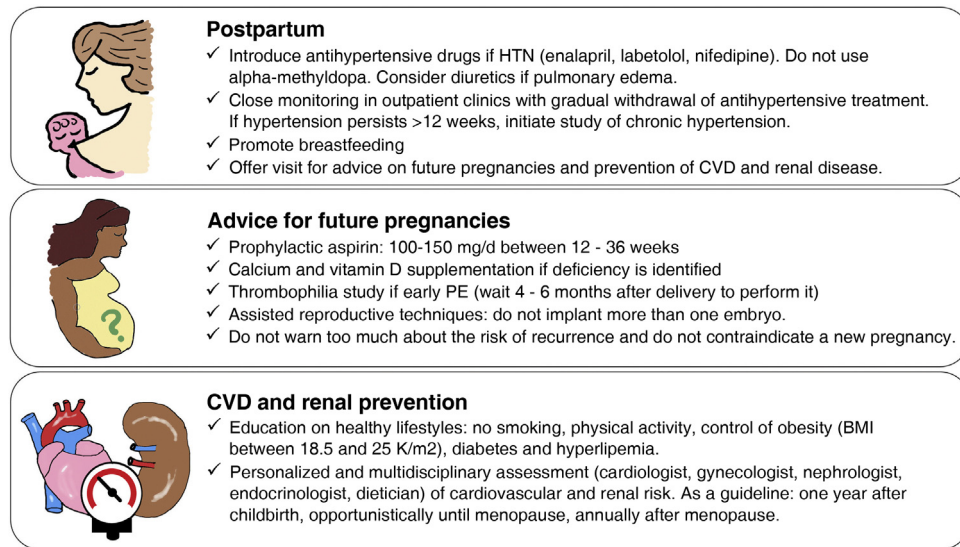 Postpartum
✓ Introduce antihypertensive drugs if HTN (enalapril, labetolol, nifedipine). Do not use
alpha-methyldopa. Consider diuretics if pulmonary edema.
✓ Close monitoring in outpatient clinics with gradual withdrawal of antihypertensive treatment.
If hypertension persists >12 weeks, initiate study of chronic hypertension.
✓ Promote breastfeeding
✓ Offer visit for advice on future pregnancies and prevention of CVD and renal disease.
Advice for future pregnancies
✓ Prophylactic aspirin: 100-150 mg/d between 12 - 36 weeks
✓ Calcium and vitamin D supplementation if deficiency is identified
✓ Thrombophilia study if early PE (wait 4 - 6 months after delivery to perform it)
✓ Assisted reproductive techniques: do not implant more than one embryo.
✓ Do not warn too much about the risk of recurrence and do not contraindicate a new pregnancy.
?
CVD and renal prevention
✓ Education on healthy lifestyles: no smoking, physical activity, control of obesity (BMI
between 18.5 and 25 K/m2), diabetes and hyperlipemia.
✓ Personalized and multidisciplinary assessment (cardiologist, gynecologist, nephrologist,
endocrinologist, dietician) of cardiovascular and renal risk. As a guideline: one year after
childbirth, opportunistically until menopause, annually after menopause.